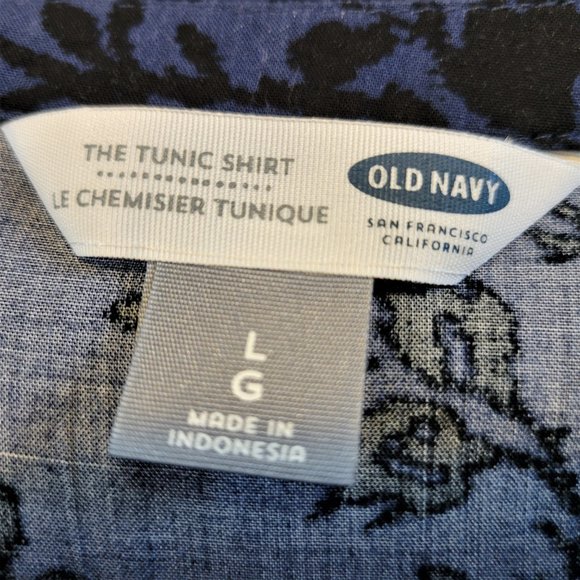 THE TUNIC SHIRT
LE CHEMISIER TUNIQUE
OLD NAVY
SAN FRANCISCO
CALIFORNIA
L
G
MADE IN
INDONESIA